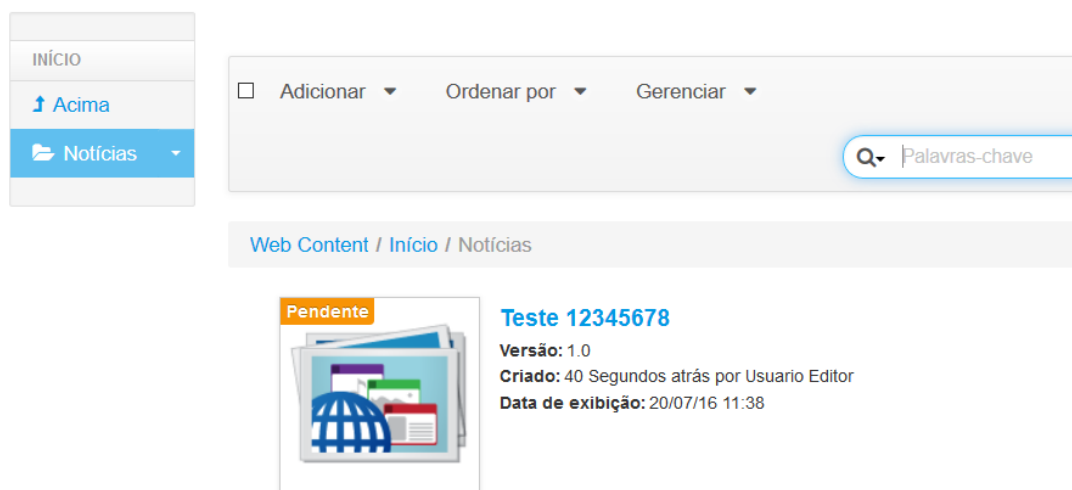 INÍCIO
Acima
Notícias
Adicionar Ordenar por Gerenciar
Palavras-chave
Web Content / Início / Notícias
Pendente
Teste 12345678
Versão: 1.0
Criado: 40 Segundos atrás por Usuario Editor
Data de exibição: 20/07/16 11:38